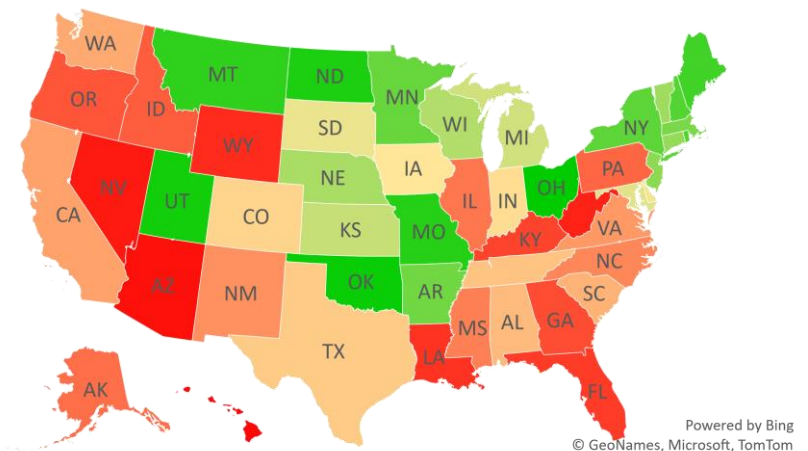 WA
MT
ND
MN
OR
ID
SD
WI
MI
NY
WY
IA
PA
NV
NE
UT
IL
IN
OH
CA
CO
KS
MO
KY
VA
AZ
NM
OK
AR
NC
SC
TX
MS
AL
GA
LA
AK
FL
Powered by Bing
© GeoNames, Microsoft, TomTom